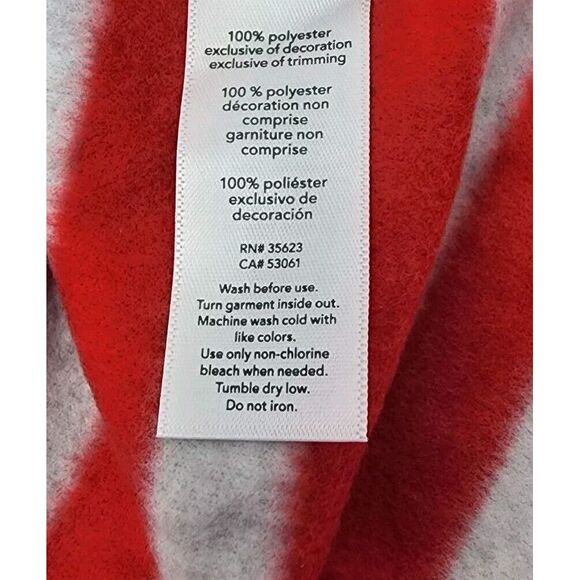 100% polyester
exclusive of decoration
exclusive of trimming
100 % polyester
décoration non
comprise
garniture non
comprise
100% poliéster
exclusivo de
decoración
RN# 35623
CA# 53061
Wash before use.
Turn garment inside out.
Machine wash cold with
like colors.
Use only non-chlorine
bleach when needed.
Tumble dry low.
Do not iron.